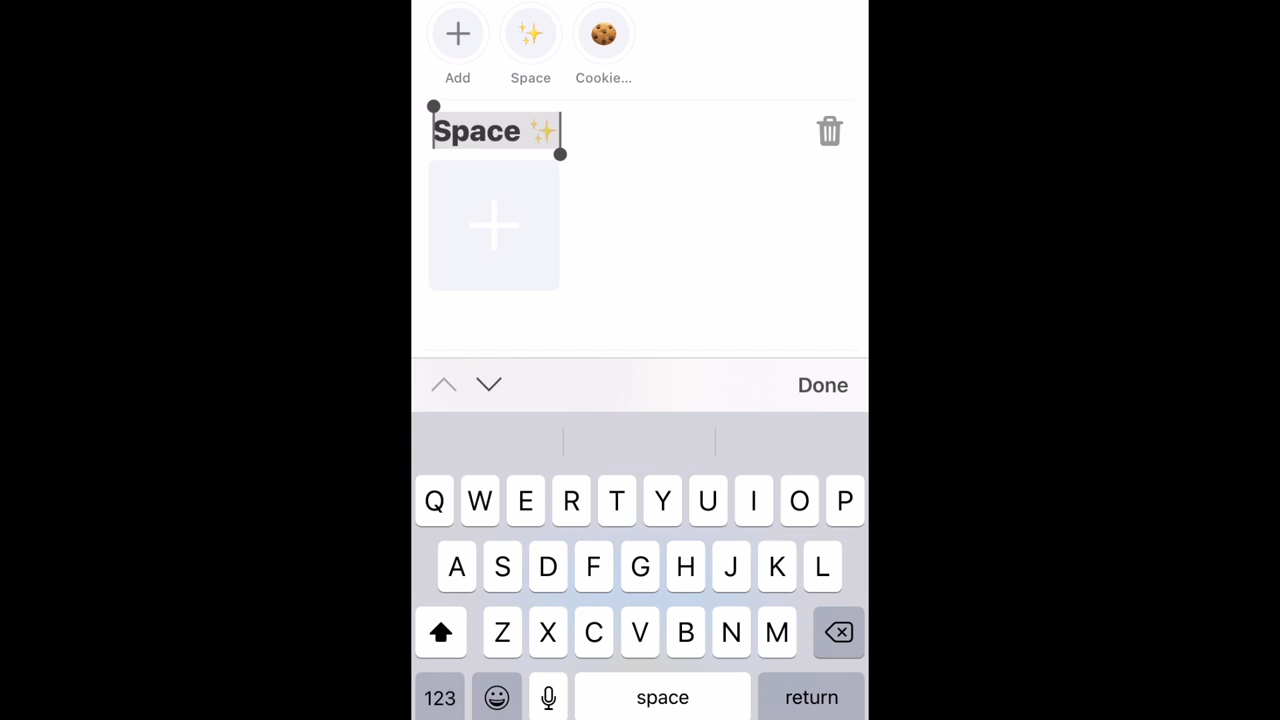 Add Space Cookie...
Space ✨
Done
Q W E R T Y U I O P
A S D F G H J K L
Z X C V B N M
123 space return